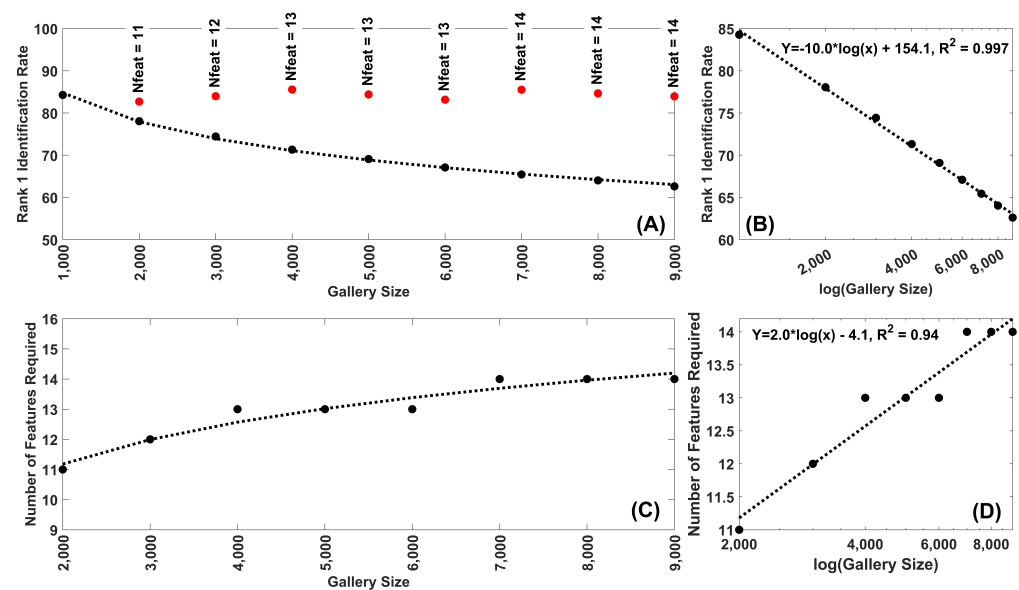 Rank 1 Identification Rate
100
90
80
70
60
50
Nfeat = 11
Nfeat = 12
Nfeat = 13
Nfeat = 13
Nfeat = 13
Nfeat = 14
Nfeat = 14
Nfeat = 14
(A)
1,000
2,000
3,000
4,000
5,000
6,000
7,000
8,000
9,000
Gallery Size
Rank 1 Identification Rate
85
80
75
70
65
60
Y=-10.0*log(x) + 154.1, R2 = 0.997
(B)
2,000
4,000
6,000
8,000
log(Gallery Size)
Number of Features Required
16
15
14
13
12
11
10
9
(C)
2,000
3,000
4,000
5,000
6,000
7,000
8,000
9,000
Gallery Size
Number of Features Required
14
13.5
13
12.5
12
11.5
11
Y=2.0*log(x) - 4.1, R2 = 0.94
(D)
2,000
4,000
6,000
8,000
log(Gallery Size)